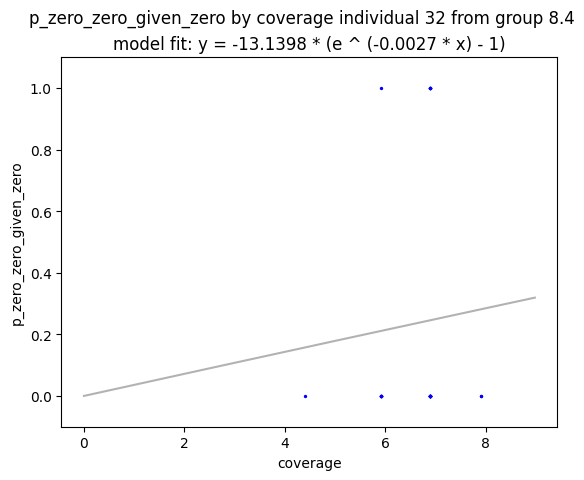 p_zero_zero_given_zero by coverage individual 32 from group 8.4
model fit: y = -13.1398 * (e ^ (-0.0027 * x) - 1)
1.0
0.8
0.6
0.4
0.2
0.0
p_zero_zero_given_zero
0
2
4
6
8
coverage